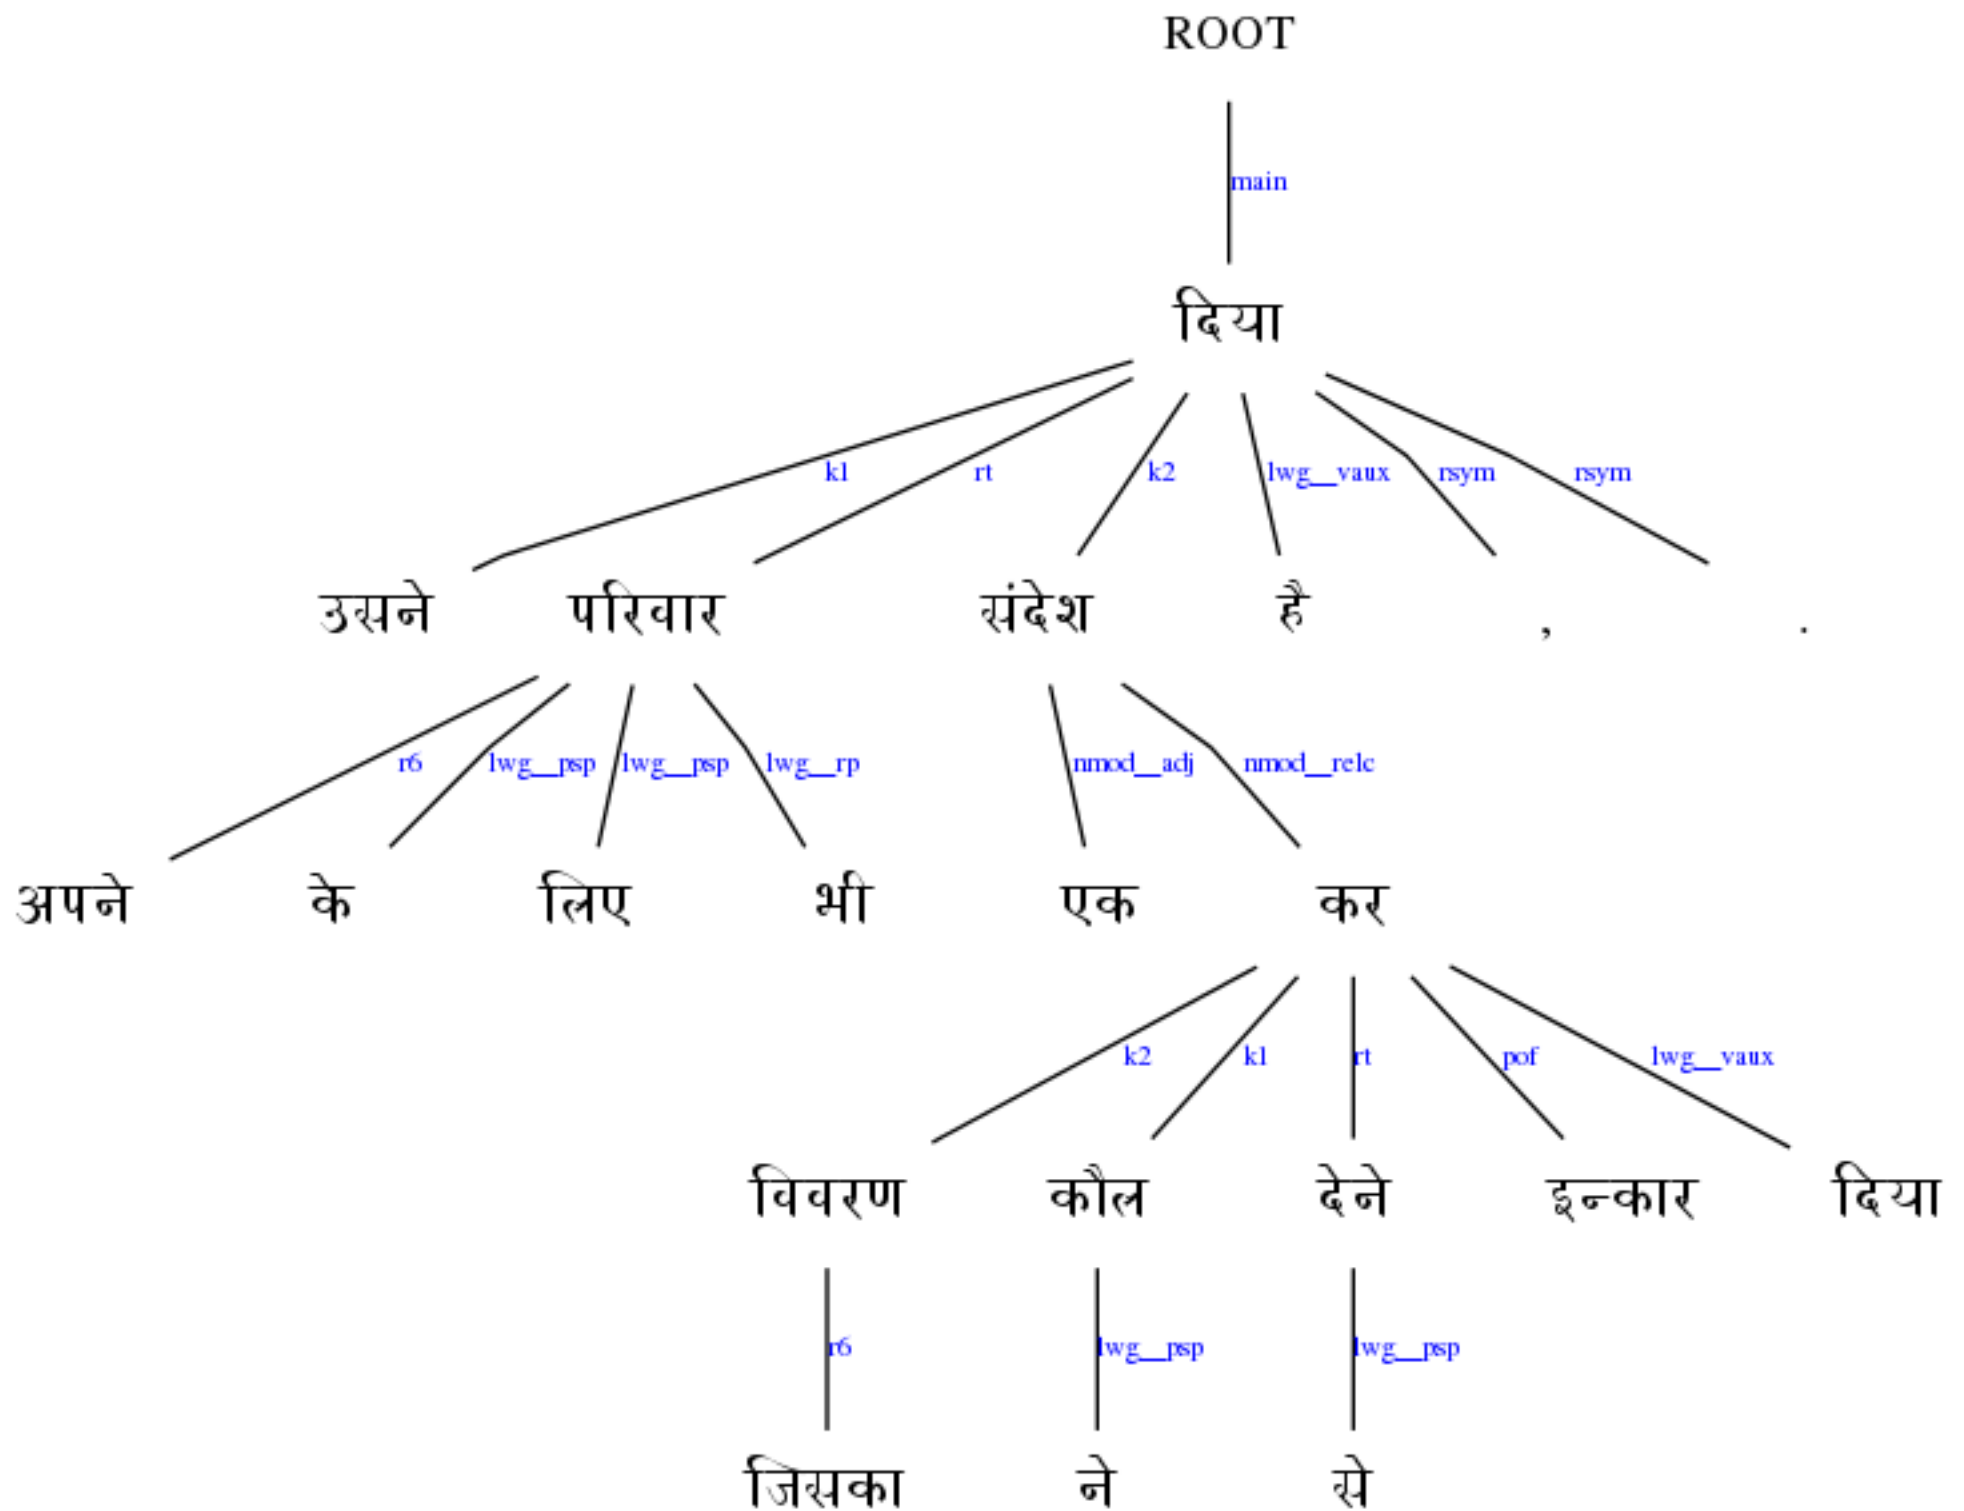 ROOT
main
दिया
k1 rt k2 lwg__vaux rsym rsym
उसने परिवार संदेश है , .
r6 lwg__psp lwg__psp lwg__rp nmod__adj nmod__relc
अपने के लिए भी एक कर
k2 k1 rt pof lwg__vaux
विवरण कौल देने इन्कार दिया
r6 lwg__psp lwg__psp
जिसका ने से